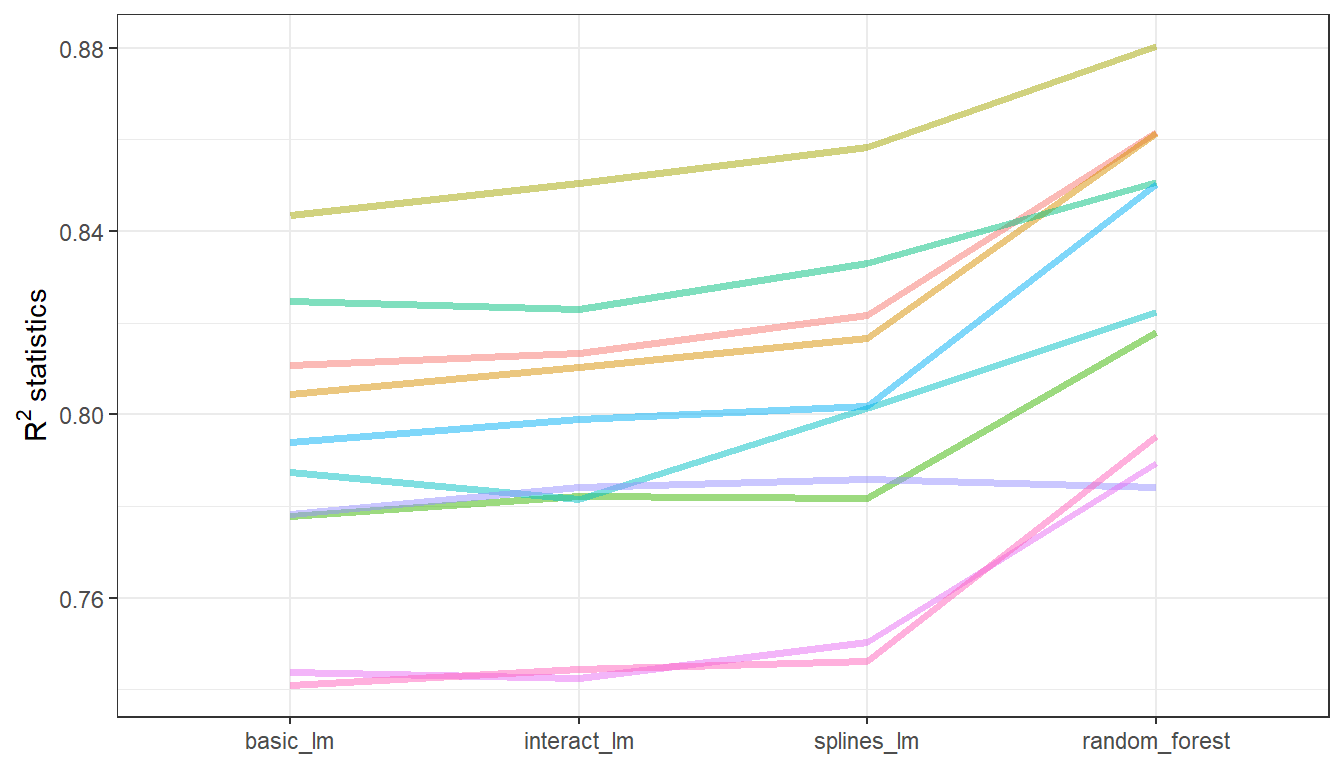 0.88
0.84
0.80
0.76
R² statistics
basic_lm interact_lm splines_lm random_forest